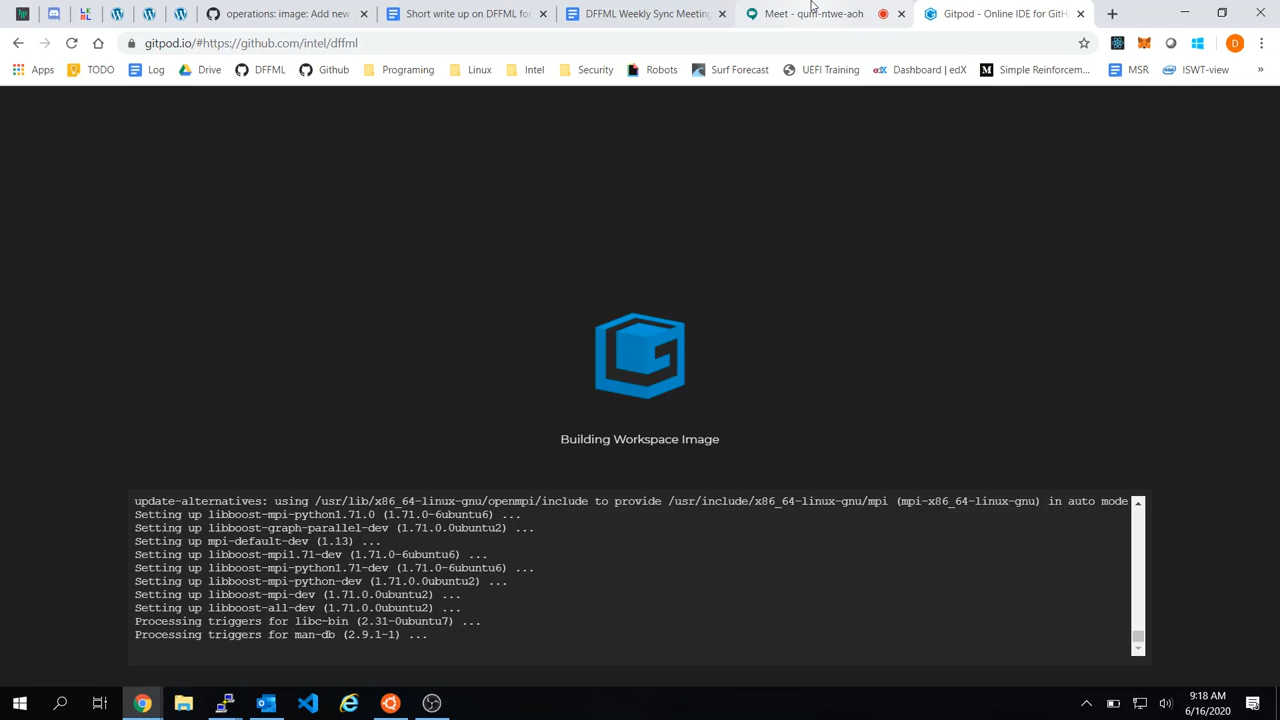 operations: image: Add new
Short write up on DFFML fo
DFFML Weekly Sync Meeting
Meet - qum-ntwe-aoh
Gitpod - Online IDE for GitH
gitpod.io/#https://github.com/intel/dffml
D
Apps
TODO
Log
Drive
DFFML
Github
Programing
Linux
Intel
Security
Robots
Surf Forecast
UEFI Training
Dashboard | edX
Simple Reinforcem...
MSR
ISWT-view
»
Building Workspace Image
update-alternatives: using /usr/lib/x86_64-linux-gnu/openmpi/include to provide /usr/include/x86_64-linux-gnu/mpi (mpi-x86_64-linux-gnu) in auto mode
Setting up libboost-mpi-python1.71.0 (1.71.0-6ubuntu6) ...
Setting up libboost-graph-parallel-dev (1.71.0.0ubuntu2) ...
Setting up mpi-default-dev (1.13) ...
Setting up libboost-mpi1.71-dev (1.71.0-6ubuntu6) ...
Setting up libboost-mpi-python1.71-dev (1.71.0-6ubuntu6) ...
Setting up libboost-mpi-python-dev (1.71.0.0ubuntu2) ...
Setting up libboost-mpi-dev (1.71.0.0ubuntu2) ...
Setting up libboost-all-dev (1.71.0.0ubuntu2) ...
Processing triggers for libc-bin (2.31-0ubuntu7) ...
Processing triggers for man-db (2.9.1-1) ...
9:18 AM
6/16/2020